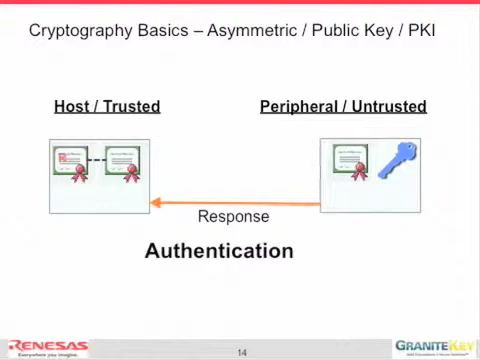 Cryptography Basics – Asymmetric / Public Key / PKI
Host / Trusted
Peripheral / Untrusted
Response
Authentication
RENESAS
Everywhere you imagine.
14
GRANITEKEY